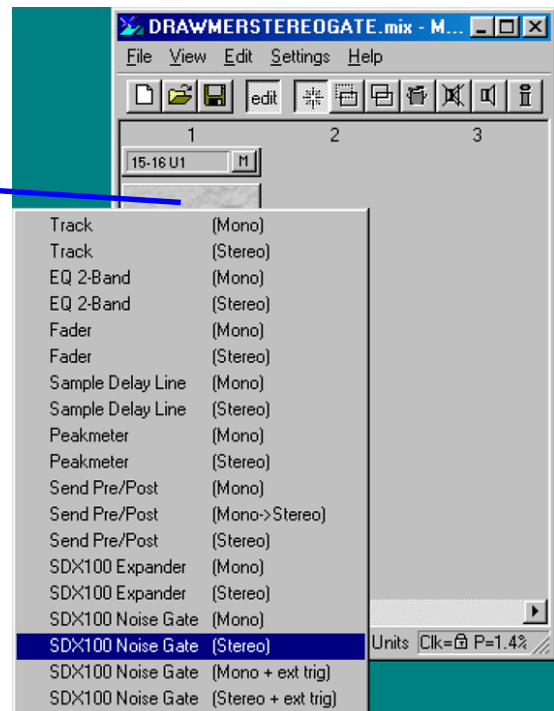 DRAWMERSTEREOGATE.mix - M...
File View Edit Settings Help
edit
1 2 3
15-16 U1 M
Track (Mono)
Track (Stereo)
EQ 2-Band (Mono)
EQ 2-Band (Stereo)
Fader (Mono)
Fader (Stereo)
Sample Delay Line (Mono)
Sample Delay Line (Stereo)
Peakmeter (Mono)
Peakmeter (Stereo)
Send Pre/Post (Mono)
Send Pre/Post (Mono->Stereo)
Send Pre/Post (Stereo)
SDX100 Expander (Mono)
SDX100 Expander (Stereo)
SDX100 Noise Gate (Mono)
SDX100 Noise Gate (Stereo)
Units Clk= P=1.4%
SDX100 Noise Gate (Mono + ext trig)
SDX100 Noise Gate (Stereo + ext trig)